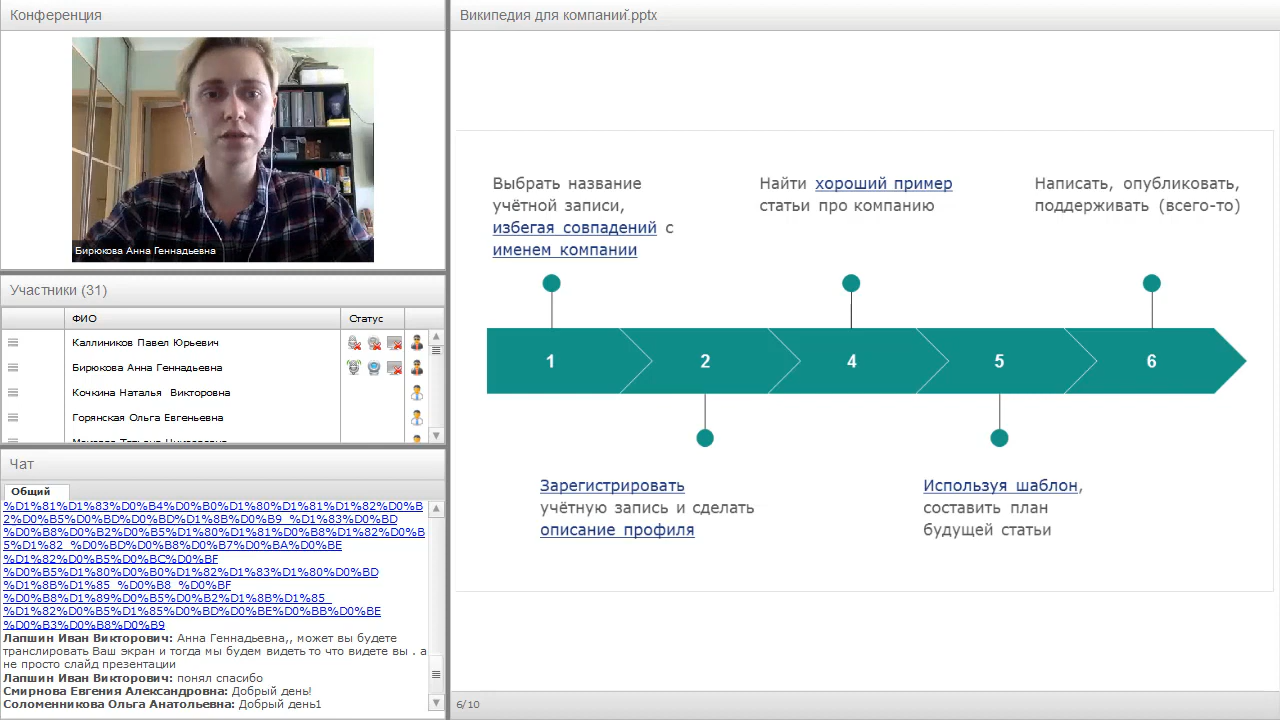 Конференция
Бирюкова Анна Геннадьевна
Участники (31)
ФИО
Статус
Каллиников Павел Юрьевич
Бирюкова Анна Геннадьевна
Кочкина Наталья Викторовна
Горянская Ольга Евгеньевна
Чат
Общий
%D1%81%D1%83%D0%B4%D0%B0%D1%80%D1%81%D1%82%D0%B
2%D0%B5%D0%BD%D0%BD%D1%8B%D0%B9_%D1%83%D0%BD
%D0%B8%D0%B2%D0%B5%D1%80%D1%81%D0%B8%D1%82%D0%B
5%D1%82_%D0%BD%D0%B8%D0%B7%D0%BA%D0%BE
%D1%82%D0%B5%D0%BC%D0%BF
%D0%B5%D1%80%D0%B0%D1%82%D1%83%D1%80%D0%BD
%D1%8B%D1%85_%D0%B8_%D0%BF
%D0%B8%D1%89%D0%B5%D0%B2%D1%8B%D1%85_
%D1%82%D0%B5%D1%85%D0%BD%D0%BE%D0%BB%D0%BE
%D0%B3%D0%B8%D0%B9
Лапшин Иван Викторович: Анна Геннадьевна,, может вы будете
транслировать Ваш экран и тогда мы будем видеть то что видете вы . а
не просто слайд презентации
Лапшин Иван Викторович: понял спасибо
Смирнова Евгения Александровна: Добрый день!
Соломенникова Ольга Анатольевна: Добрый день1
Википедия для компаний.pptx
Выбрать название
учётной записи,
избегая совпадений с
именем компании
Найти хороший пример
статьи про компанию
Написать, опубликовать,
поддерживать (всего-то)
1
2
4
5
6
Зарегистрировать
учётную запись и сделать
описание профиля
Используя шаблон,
составить план
будущей статьи
6/10